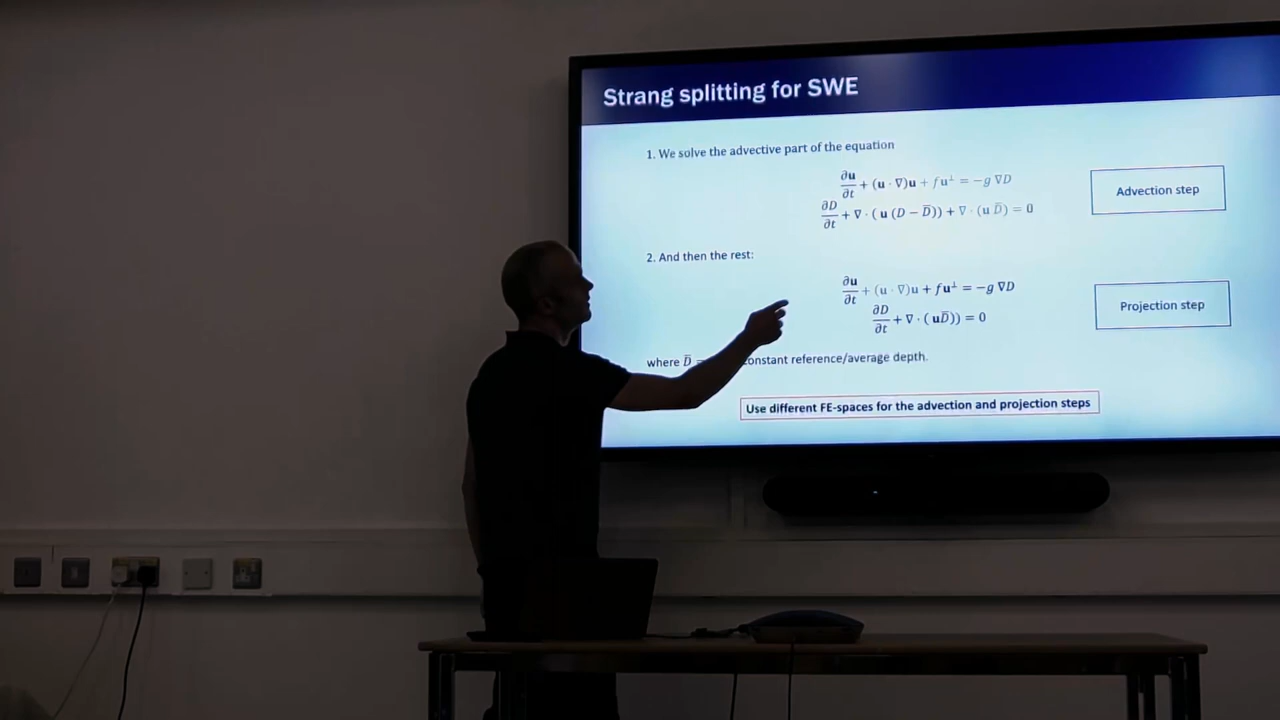 Strang splitting for SWE
1. We solve the advective part of the equation
∂u/∂t + (u · ∇)u + fu⊥ = −g ∇D
∂D/∂t + ∇ · ( u (D − D̅)) + ∇ · (u D̅) = 0
Advection step
2. And then the rest:
∂u/∂t + (u · ∇)u + fu⊥ = −g ∇D
∂D/∂t + ∇ · ( uD̅)) = 0
Projection step
where D̅ = constant reference/average depth.
Use different FE-spaces for the advection and projection steps